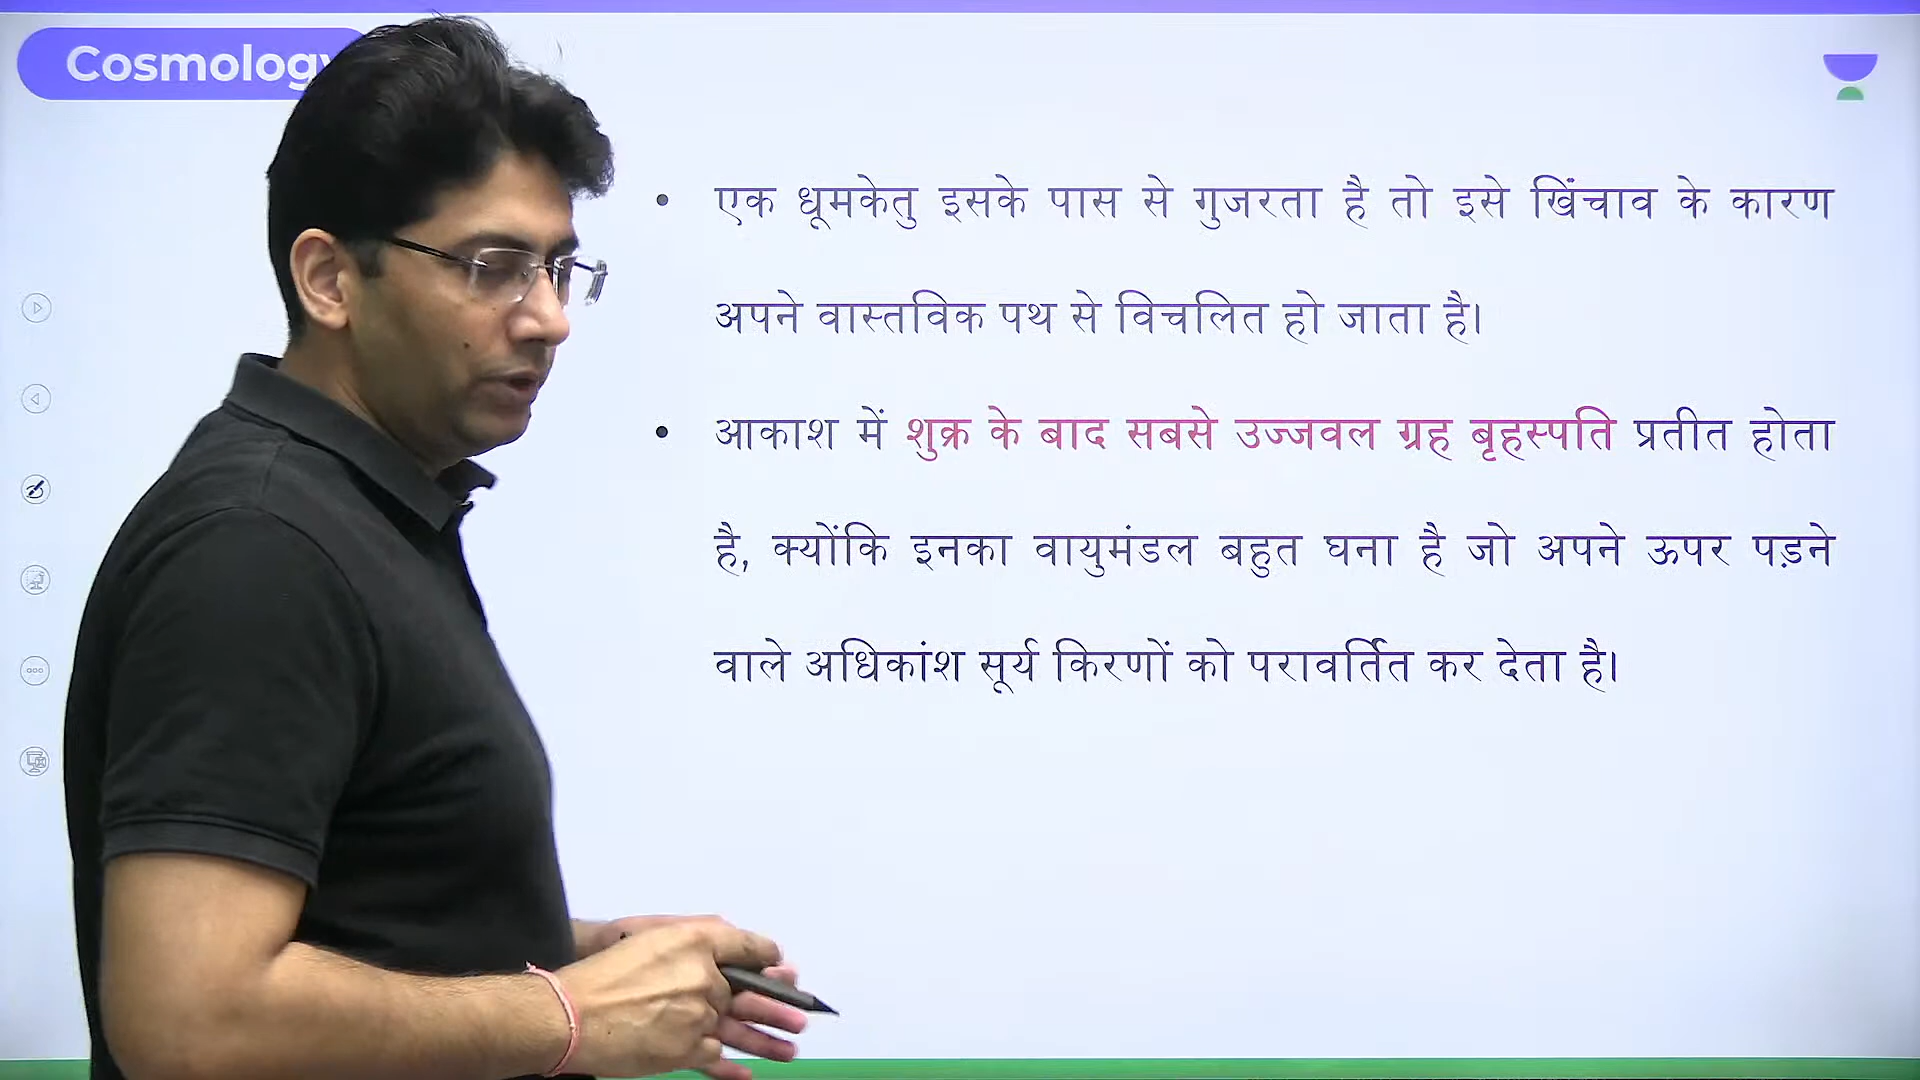 Cosmology
• एक धूमकेतु इसके पास से गुजरता है तो इसे खिंचाव के कारण
अपने वास्तविक पथ से विचलित हो जाता है।
• आकाश में शुक्र के बाद सबसे उज्जवल ग्रह बृहस्पति प्रतीत होता
है, क्योंकि इनका वायुमंडल बहुत घना है जो अपने ऊपर पड़ने
वाले अधिकांश सूर्य किरणों को परावर्तित कर देता है।